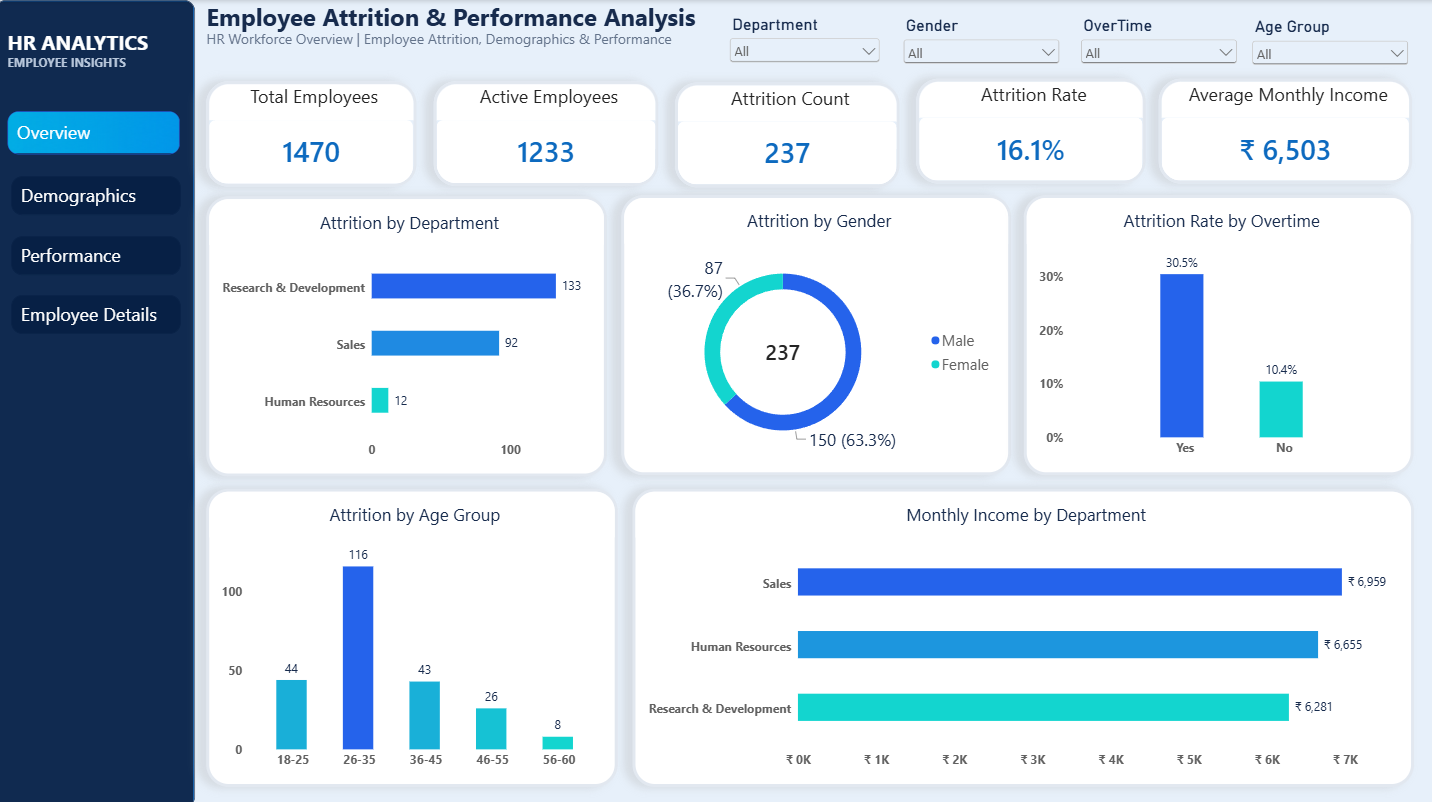 HR ANALYTICS
EMPLOYEE INSIGHTS
Overview
Demographics
Performance
Employee Details
Employee Attrition & Performance Analysis
HR Workforce Overview | Employee Attrition, Demographics & Performance
Department
All
Gender
All
OverTime
All
Age Group
All
Total Employees
1470
Active Employees
1233
Attrition Count
237
Attrition Rate
16.1%
Average Monthly Income
₹ 6,503
Attrition by Department
Research & Development
133
Sales
92
Human Resources
12
0
100
Attrition by Gender
87
(36.7%)
237
150 (63.3%)
Male
Female
Attrition Rate by Overtime
30%
20%
10%
0%
30.5%
10.4%
Yes
No
Attrition by Age Group
100
50
0
44
116
43
26
8
18-25
26-35
36-45
46-55
56-60
Monthly Income by Department
Sales
₹ 6,959
Human Resources
₹ 6,655
Research & Development
₹ 6,281
₹ 0K
₹ 1K
₹ 2K
₹ 3K
₹ 4K
₹ 5K
₹ 6K
₹ 7K